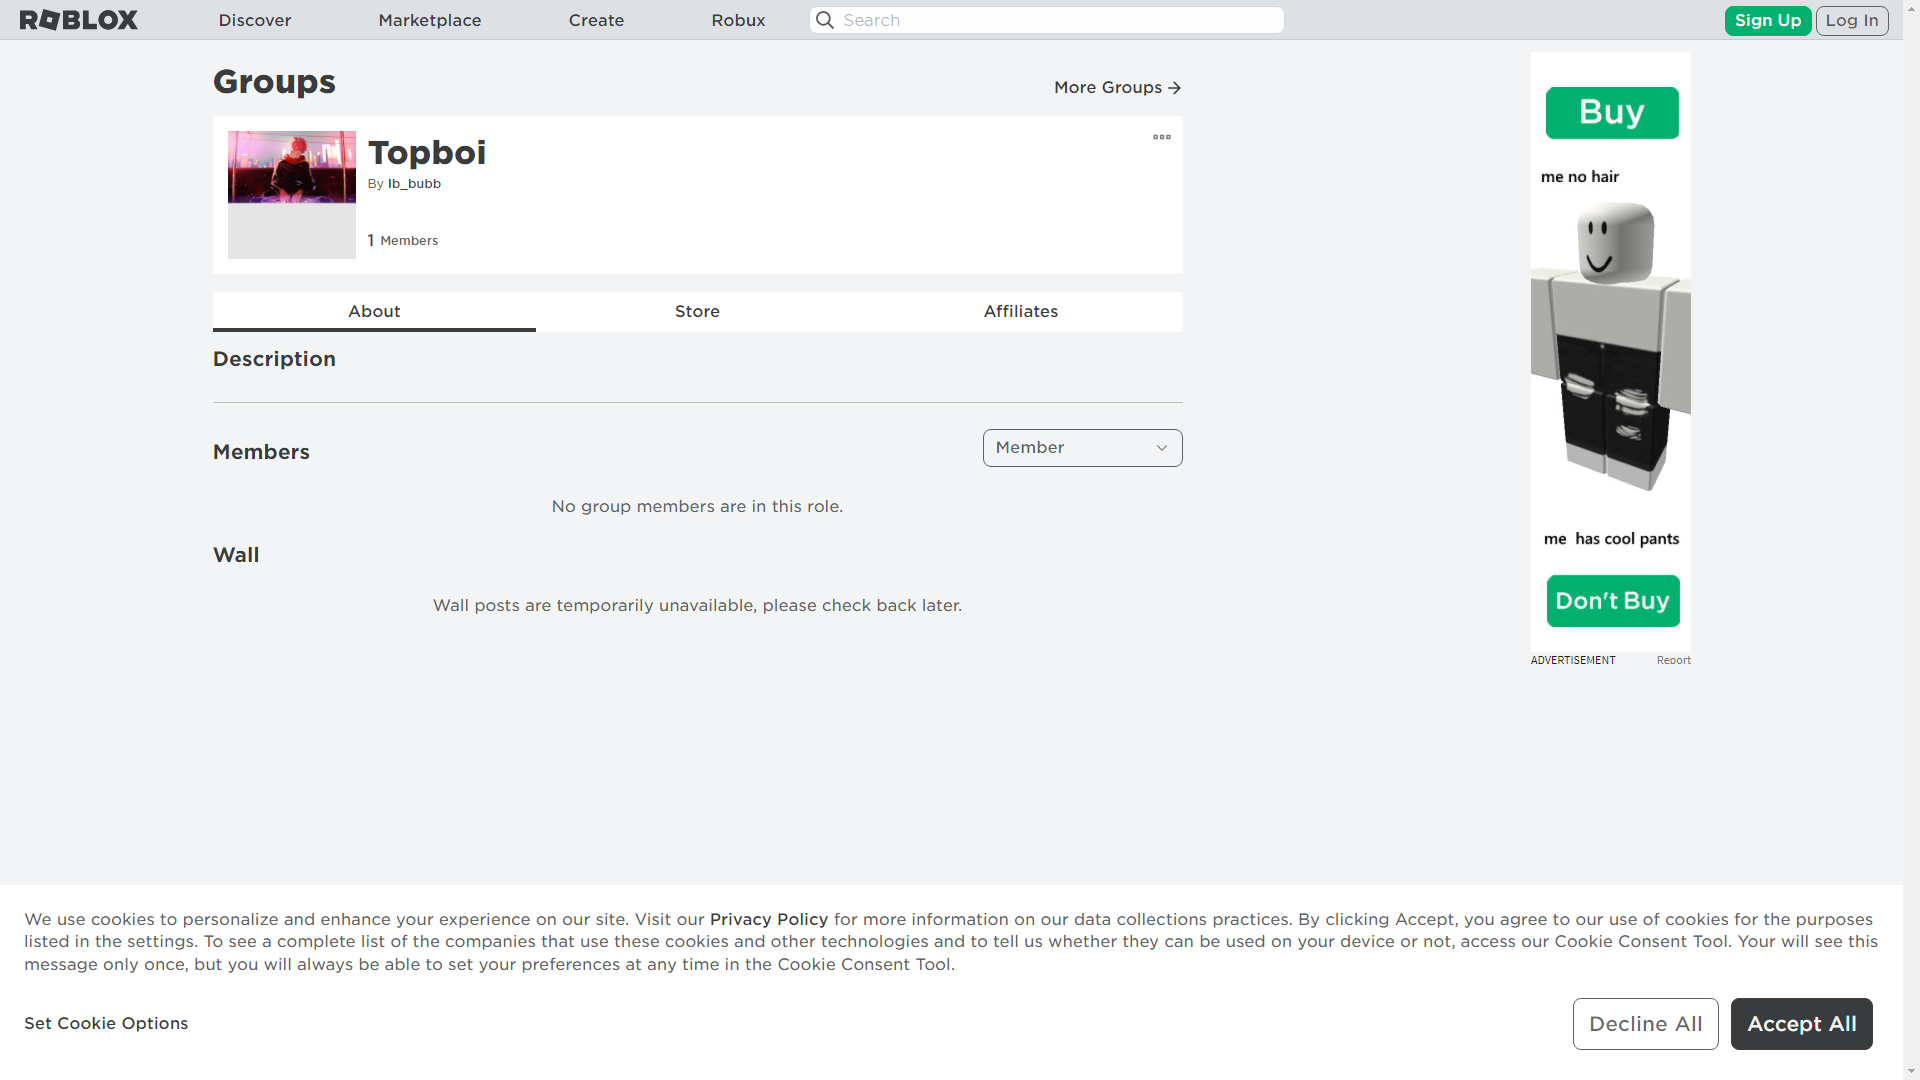 ROBLOX
Discover
Marketplace
Create
Robux
Search
Sign Up
Log In
Groups
More Groups
Topboi
By Ib_bubb
1 Members
About
Store
Affiliates
Description
Members
Member
No group members are in this role.
Wall
Wall posts are temporarily unavailable, please check back later.
Buy
me no hair
me has cool pants
Don't Buy
ADVERTISEMENT
Report
We use cookies to personalize and enhance your experience on our site. Visit our Privacy Policy for more information on our data collections practices. By clicking Accept, you agree to our use of cookies for the purposes
listed in the settings. To see a complete list of the companies that use these cookies and other technologies and to tell us whether they can be used on your device or not, access our Cookie Consent Tool. Your will see this
message only once, but you will always be able to set your preferences at any time in the Cookie Consent Tool.
Set Cookie Options
Decline All
Accept All